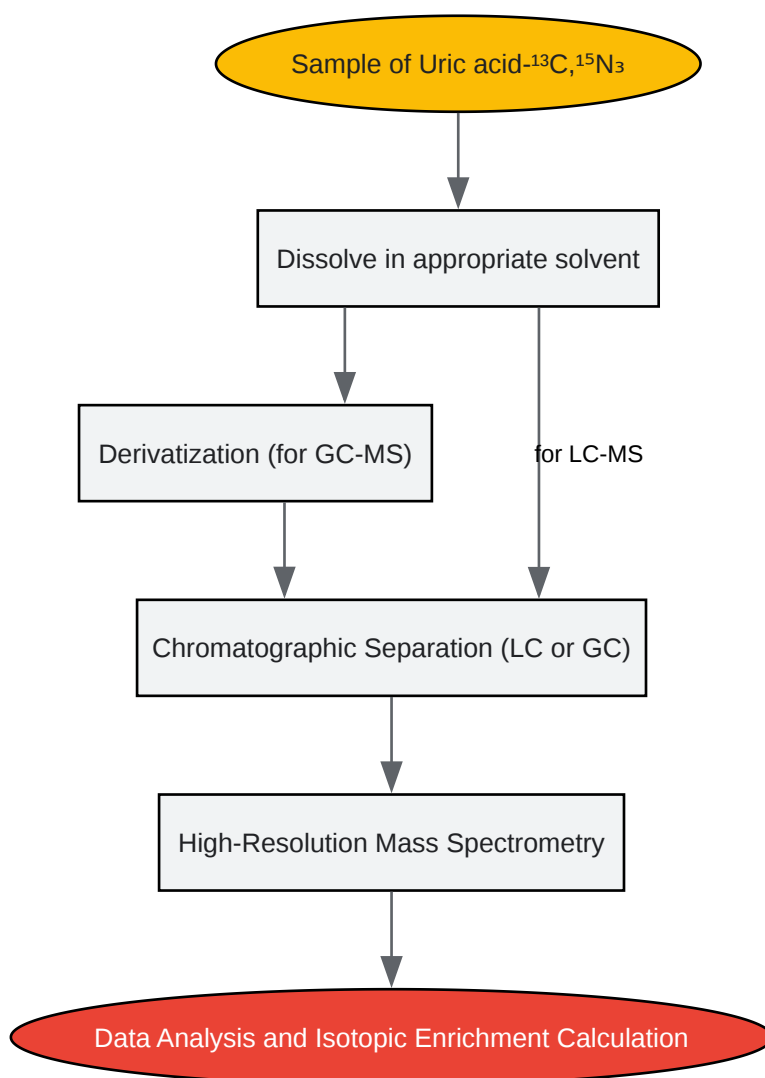 Sample of Uric acid-¹³C,¹⁵N₃
Dissolve in appropriate solvent
Derivatization (for GC-MS)
for LC-MS
Chromatographic Separation (LC or GC)
High-Resolution Mass Spectrometry
Data Analysis and Isotopic Enrichment Calculation